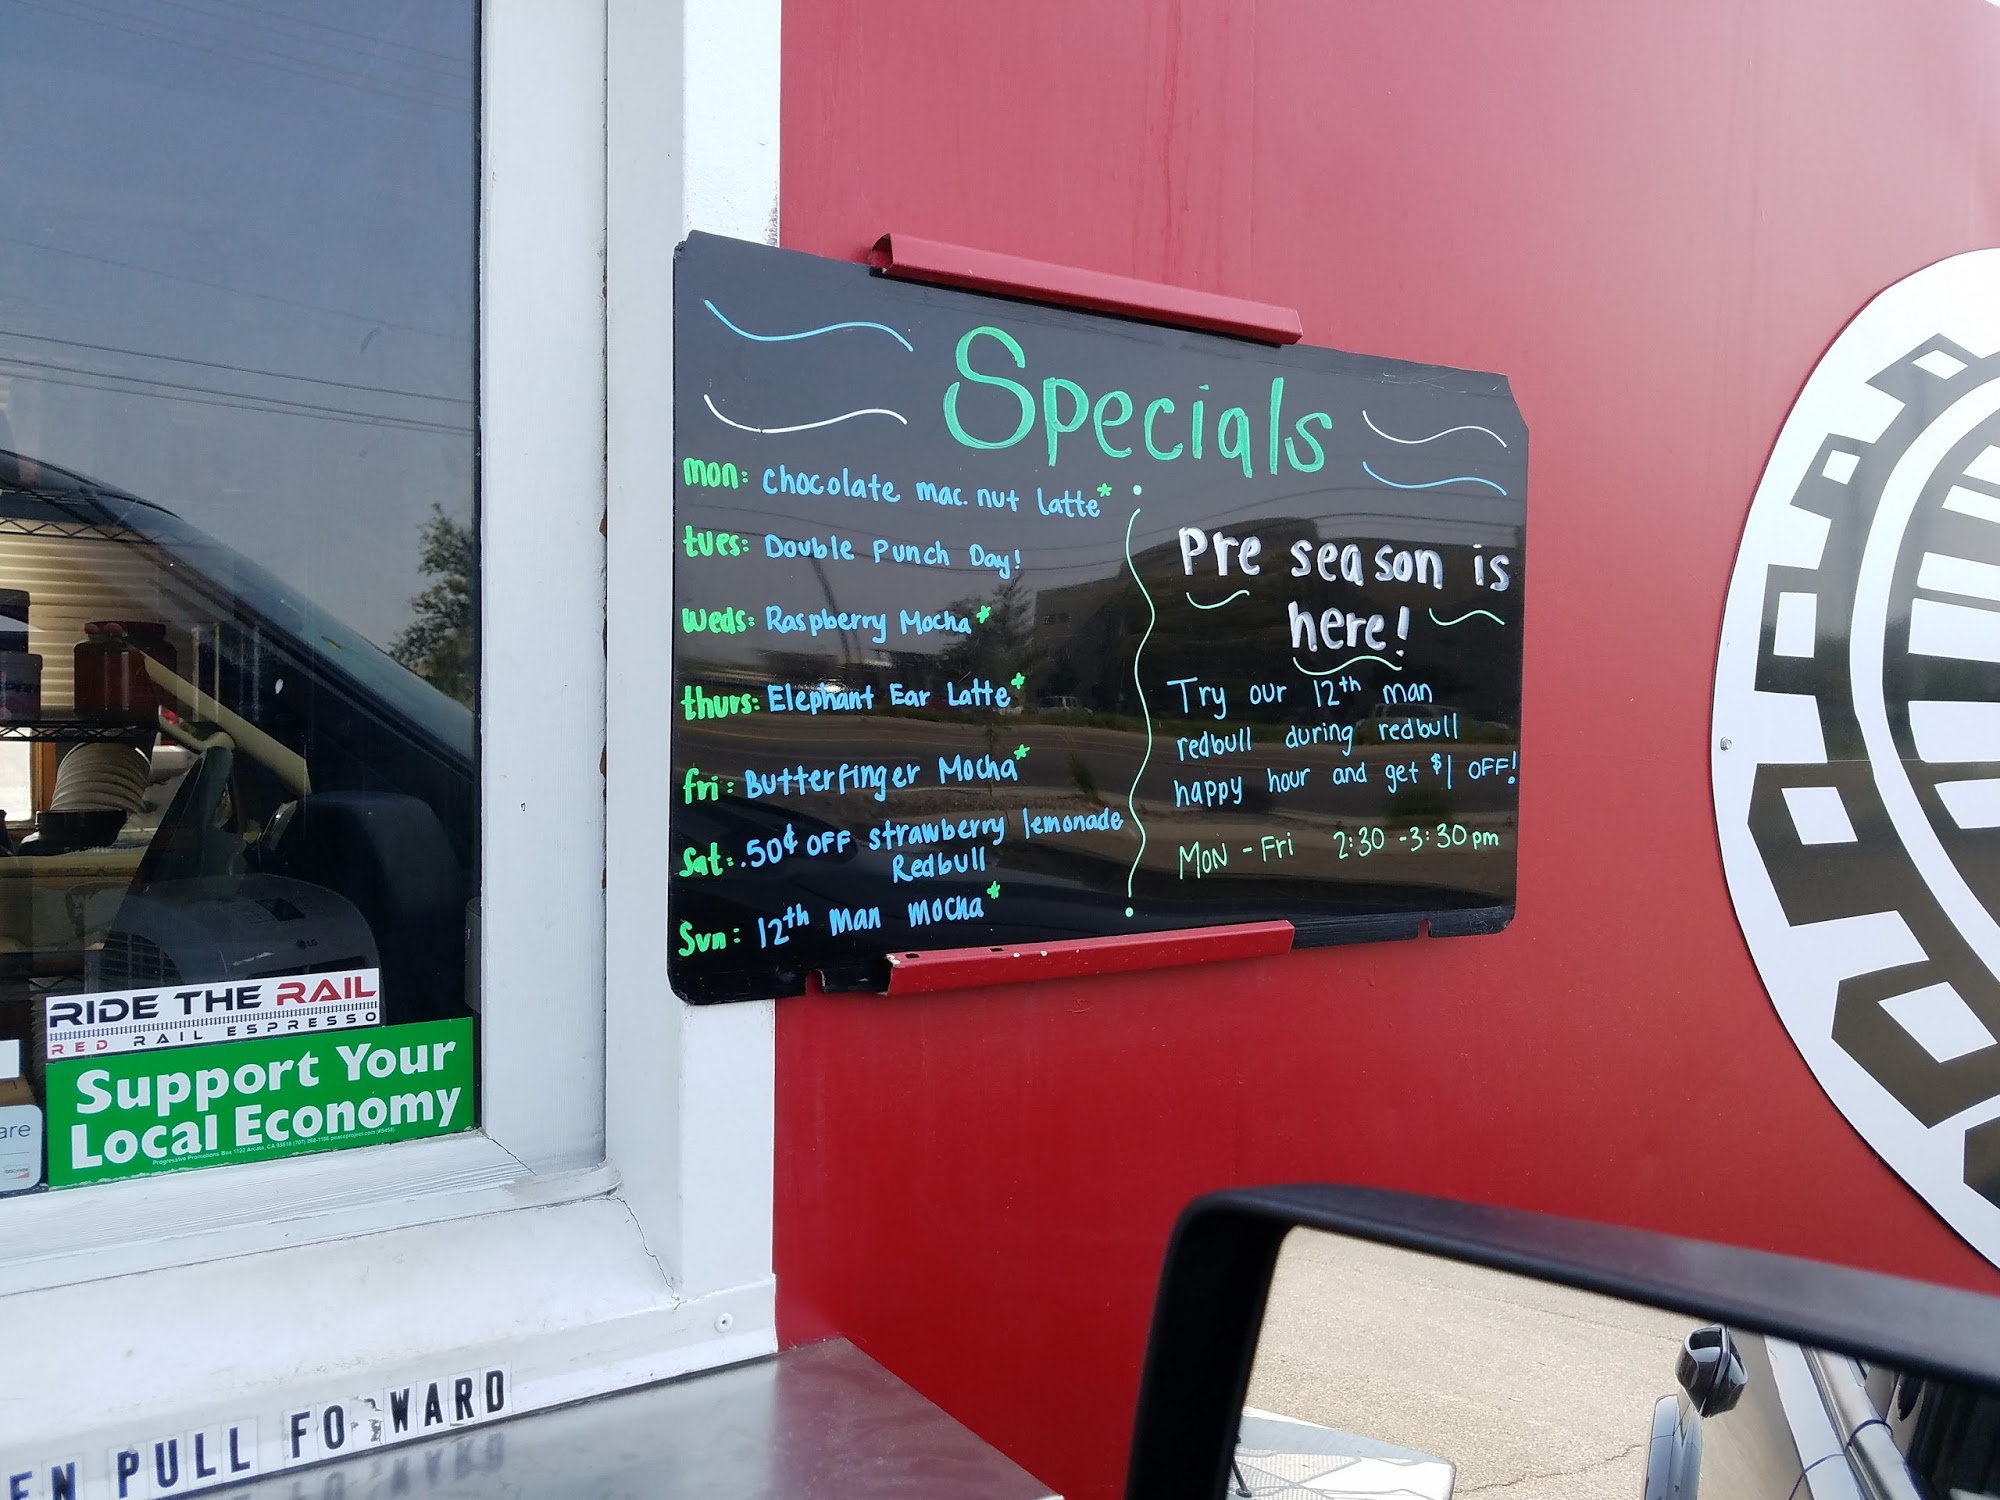 Specials
mon: Chocolate mac. nut latte*
tues: Double Punch Day!
weds: Raspberry Mocha*
thurs: Elephant Ear Latte*
fri: Butterfinger Mocha*
Sat: .50¢ OFF strawberry lemonade
Redbull
Sun: 12th Man mocha*
Pre season is
here!
Try our 12th man
redbull during redbull
happy hour and get $1 OFF!
Mon - Fri 2:30 - 3:30 pm
RIDE THE RAIL
RED RAIL ESPRESSO
Support Your
Local Economy
LG
EN PULL FO WARD